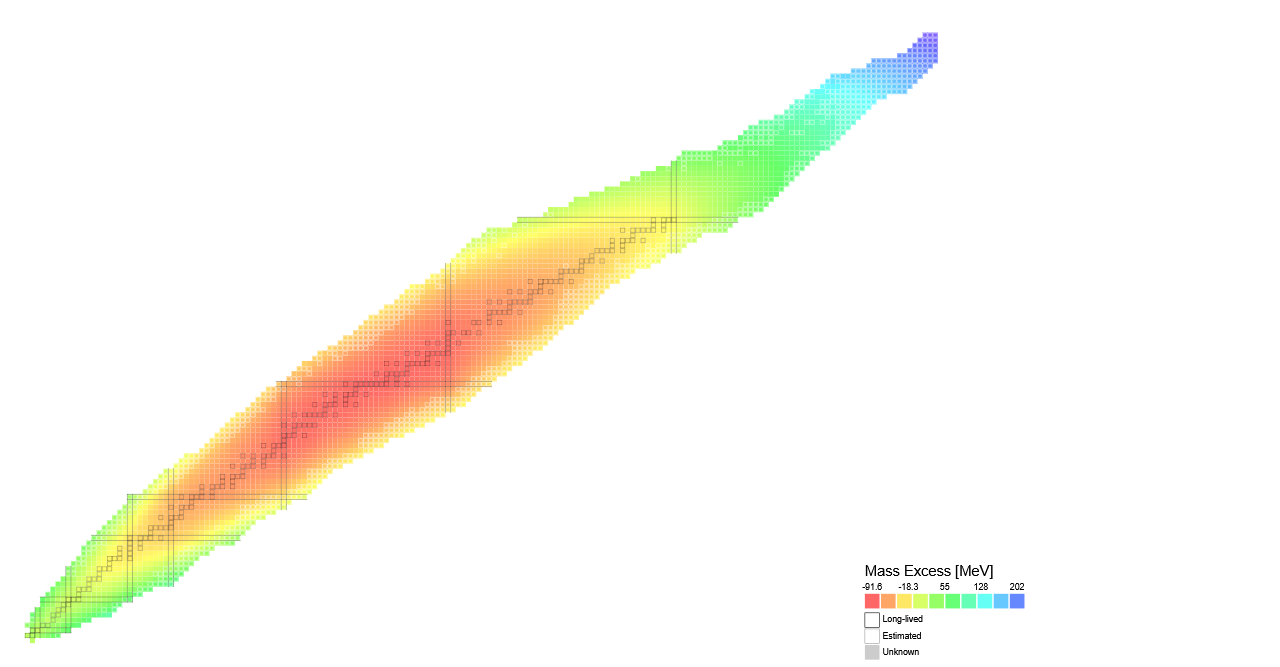 Mass Excess [MeV]
-91.6 -18.3 55 128 202
Long-lived
Estimated
Unknown